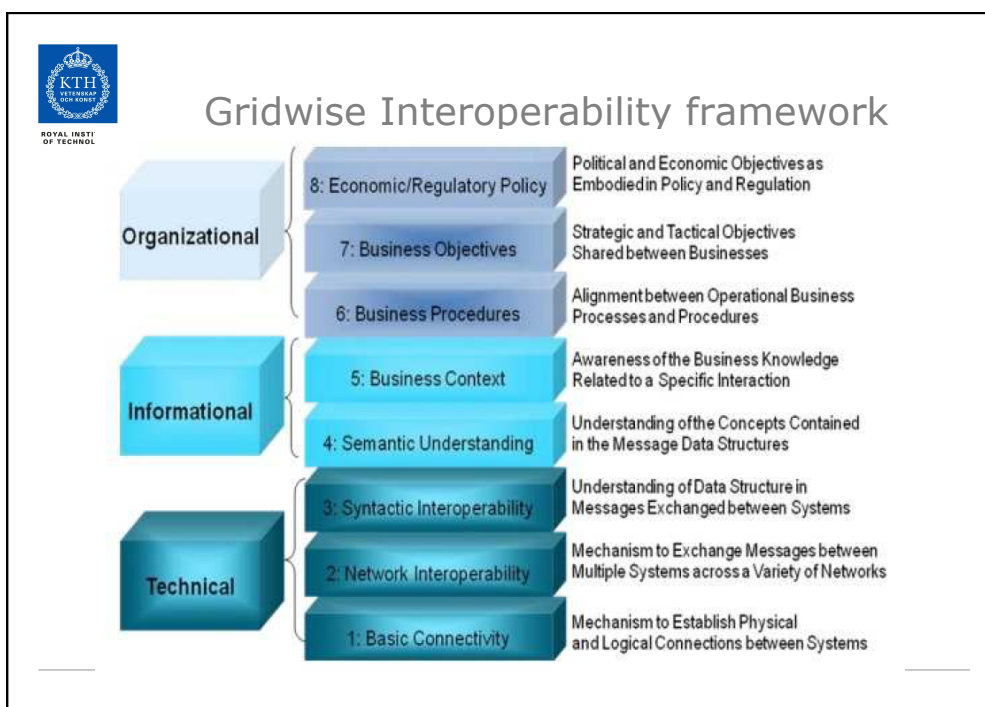 KTH
VETENSKAP
OCH KONST
ROYAL INSTI
OF TECHNOL
Gridwise Interoperability framework
Organizational
8: Economic/Regulatory Policy
Political and Economic Objectives as
Embodied in Policy and Regulation
7: Business Objectives
Strategic and Tactical Objectives
Shared between Businesses
6: Business Procedures
Alignment between Operational Business
Processes and Procedures
Informational
5: Business Context
Awareness of the Business Knowledge
Related to a Specific Interaction
4: Semantic Understanding
Understanding of the Concepts Contained
in the Message Data Structures
Technical
3: Syntactic Interoperability
Understanding of Data Structure in
Messages Exchanged between Systems
2: Network Interoperability
Mechanism to Exchange Messages between
Multiple Systems across a Variety of Networks
1: Basic Connectivity
Mechanism to Establish Physical
and Logical Connections between Systems